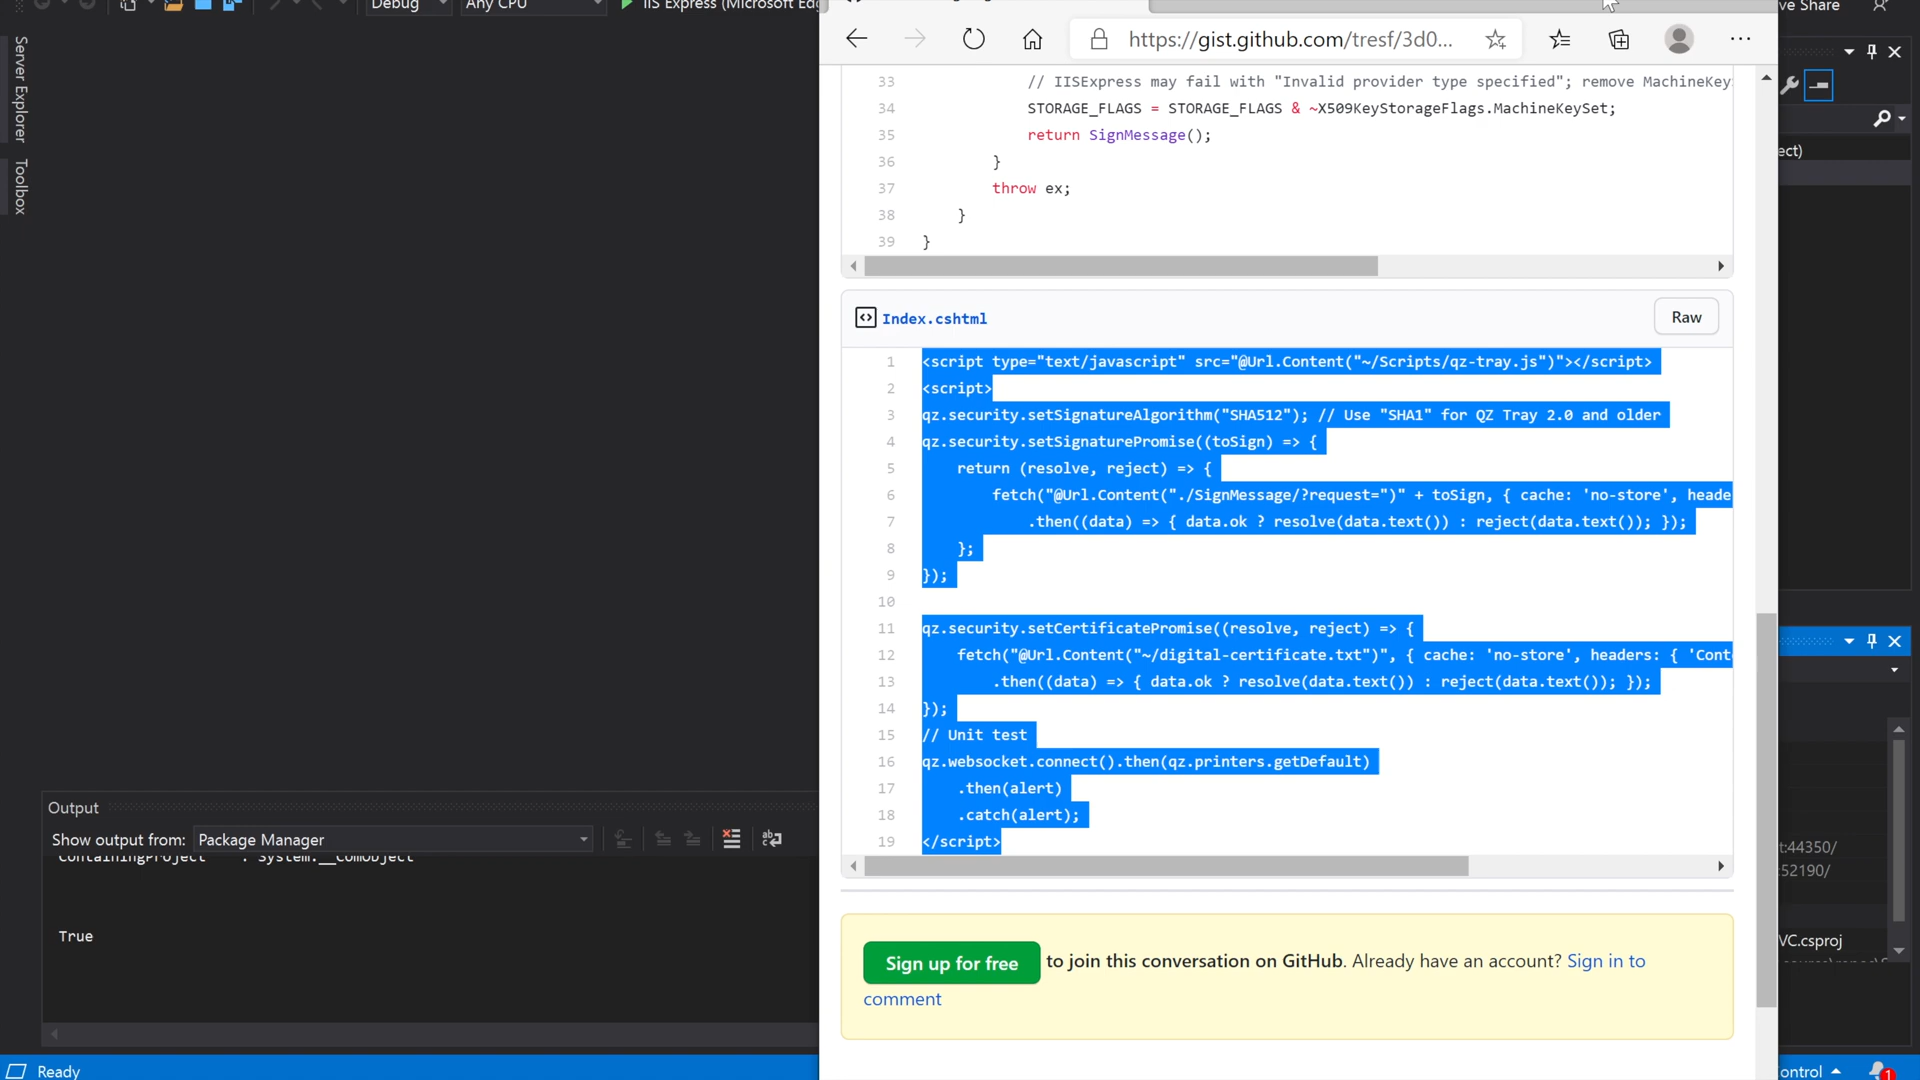 Debug
Any CPU
IIS Express (Microsoft Edg
ve Share
Server Explorer
Toolbox
https://gist.github.com/tresf/3d0...
33 // IISExpress may fail with "Invalid provider type specified"; remove MachineKey
34 STORAGE_FLAGS = STORAGE_FLAGS & ~X509KeyStorageFlags.MachineKeySet;
35 return SignMessage();
36 }
37 throw ex;
38 }
39 }
ect)
Index.cshtml
Raw
1 <script type="text/javascript" src="@Url.Content("~/Scripts/qz-tray.js")"></script>
2 <script>
3 qz.security.setSignatureAlgorithm("SHA512"); // Use "SHA1" for QZ Tray 2.0 and older
4 qz.security.setSignaturePromise((toSign) => {
5 return (resolve, reject) => {
6 fetch("@Url.Content("./SignMessage/?request=")" + toSign, { cache: 'no-store', heade
7 .then((data) => { data.ok ? resolve(data.text()) : reject(data.text()); });
8 };
9 });
10
11 qz.security.setCertificatePromise((resolve, reject) => {
12 fetch("@Url.Content("~/digital-certificate.txt")", { cache: 'no-store', headers: { 'Cont
13 .then((data) => { data.ok ? resolve(data.text()) : reject(data.text()); });
14 });
15 // Unit test
16 qz.websocket.connect().then(qz.printers.getDefault)
17 .then(alert)
18 .catch(alert);
19 </script>
Output
Show output from: Package Manager
ContainingProject : System.__ComObject
True
t:44350/
:52190/
VC.csproj
Sign up for free to join this conversation on GitHub. Already have an account? Sign in to
comment
Ready
ontrol
1